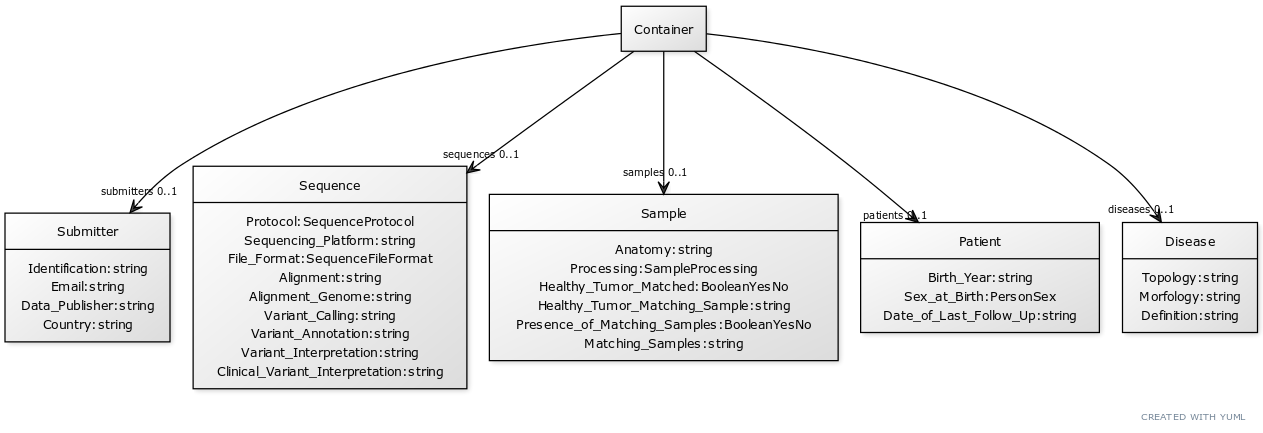 Container
submitters 0..1
sequences 0..1
samples 0..1
patients 0..1
diseases 0..1
Submitter
Identification:string
Email:string
Data_Publisher:string
Country:string
Sequence
Protocol:SequenceProtocol
Sequencing_Platform:string
File_Format:SequenceFileFormat
Alignment:string
Alignment_Genome:string
Variant_Calling:string
Variant_Annotation:string
Variant_Interpretation:string
Clinical_Variant_Interpretation:string
Sample
Anatomy:string
Processing:SampleProcessing
Healthy_Tumor_Matched:BooleanYesNo
Healthy_Tumor_Matching_Sample:string
Presence_of_Matching_Samples:BooleanYesNo
Matching_Samples:string
Patient
Birth_Year:string
Sex_at_Birth:PersonSex
Date_of_Last_Follow_Up:string
Disease
Topology:string
Morfology:string
Definition:string
CREATED WITH YUML